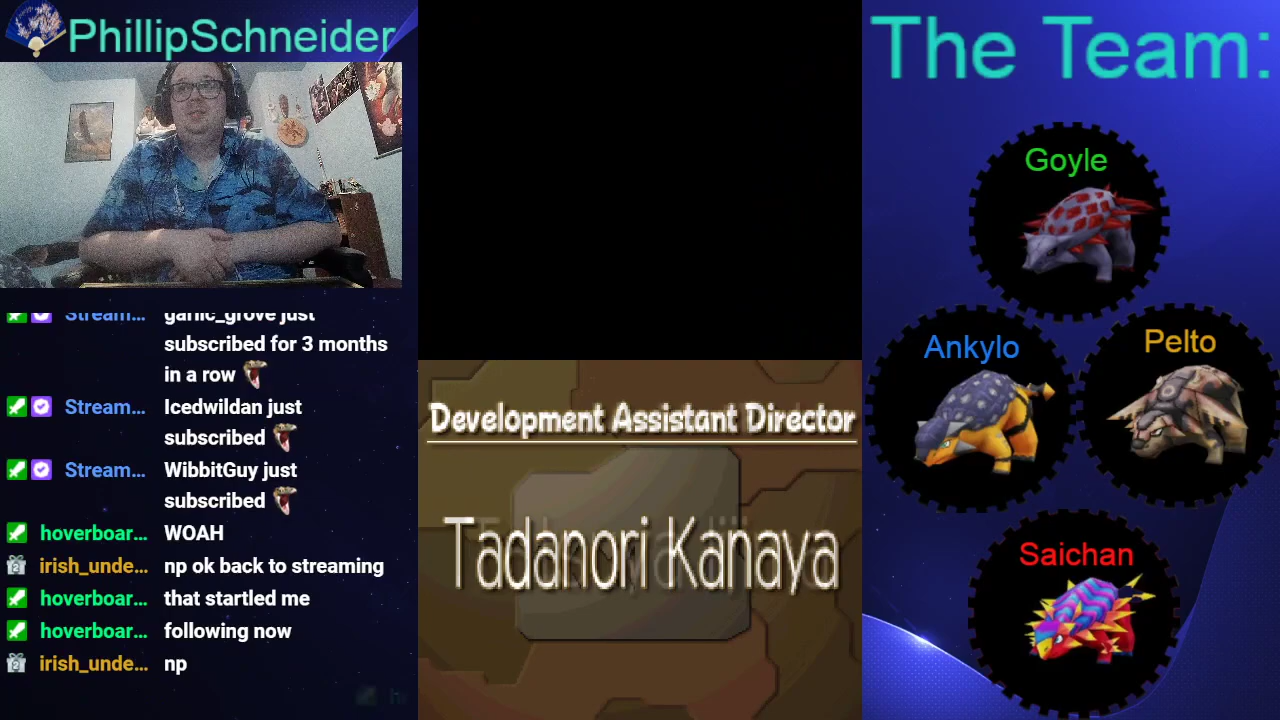 PhillipSchneider
The Team:
Goyle
Ankylo
Pelto
Saichan
Stream... garlic_grove just
subscribed for 3 months
in a row
Stream... Icedwildan just
subscribed
Stream... WibbitGuy just
subscribed
hoverboar... WOAH
irish_unde... np ok back to streaming
hoverboar... that startled me
hoverboar... following now
irish_unde... np
Development Assistant Director
Tadanori Kanaya